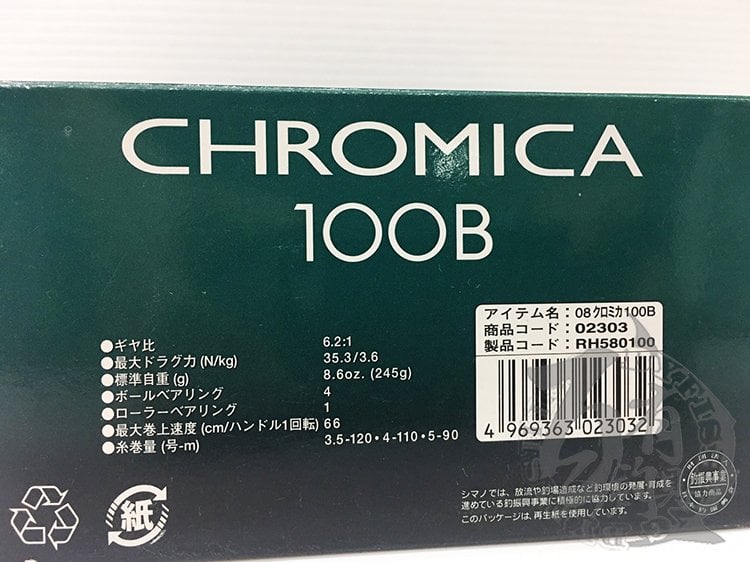 CHROMICA
100B
●ギヤ比 6.2:1
●最大ドラグ力(N/kg) 35.3/3.6
●標準自重(g) 8.6oz. (245g)
●ボールベアリング 4
●ローラーベアリング 1
●最大巻上速度(cm/ハンドル1回転) 66
●糸巻量(号-m) 3.5-120・4-110・5-90
アイテム名:08クロミカ100B
商品コード:02303
製品コード:RH580100
4 969363 023032
シマノでは、放流や釣場造成など釣環境の発展・育成を
進めている釣振興事業に積極的に協力しています。
このパッケージは、再生紙を使用しています。
紙
釣振興事業
協力商品